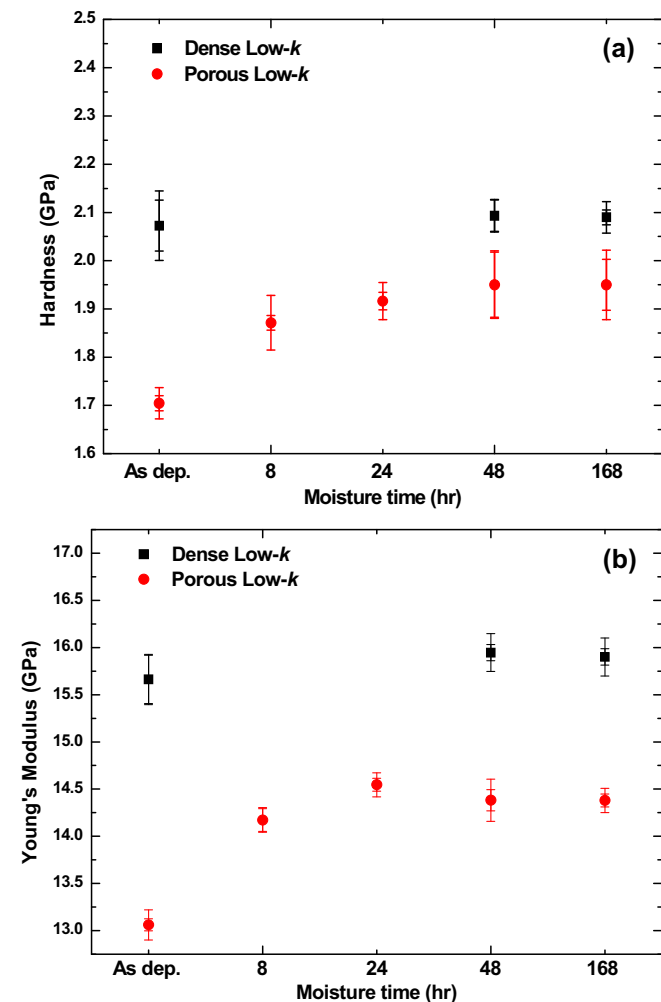 2.5
(a)
Dense Low-k
Porous Low-k
2.4
2.3
2.2
2.1
2.0
1.9
1.8
1.7
1.6
Hardness (GPa)
As dep. 8 24 48 168
Moisture time (hr)
(b)
Dense Low-k
Porous Low-k
17.0
16.5
16.0
15.5
15.0
14.5
14.0
13.5
13.0
Young's Modulus (GPa)
As dep. 8 24 48 168
Moisture time (hr)